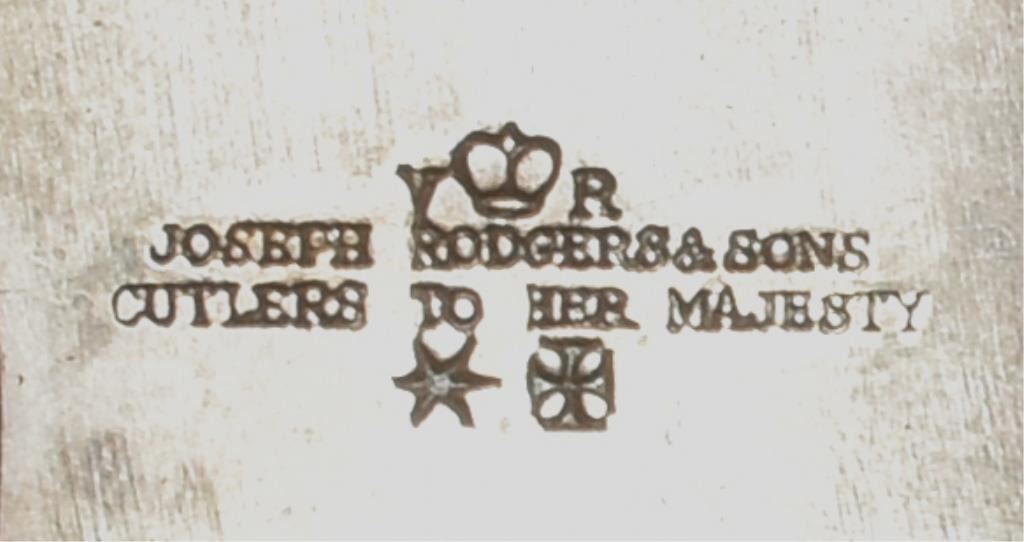 V R
JOSEPH RODGERS & SONS
CUTLERS TO HER MAJESTY